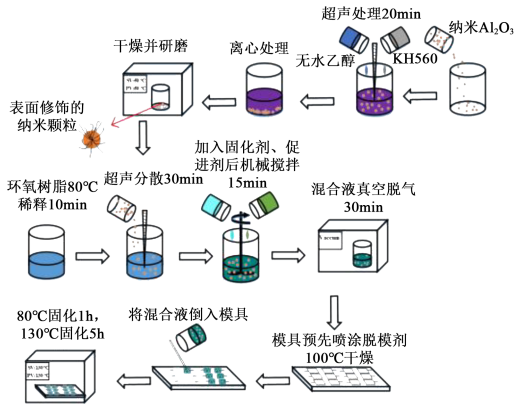 超声处理20min
纳米Al₂O₃
无水乙醇
KH560
离心处理
干燥并研磨
表面修饰的
纳米颗粒
环氧树脂80℃
稀释10min
超声分散30min
加入固化剂、促
进剂后机械搅拌
15min
混合液真空脱气
30min
模具预先喷涂脱模剂
100℃干燥
将混合液倒入模具
80℃固化1h，
130℃固化5h